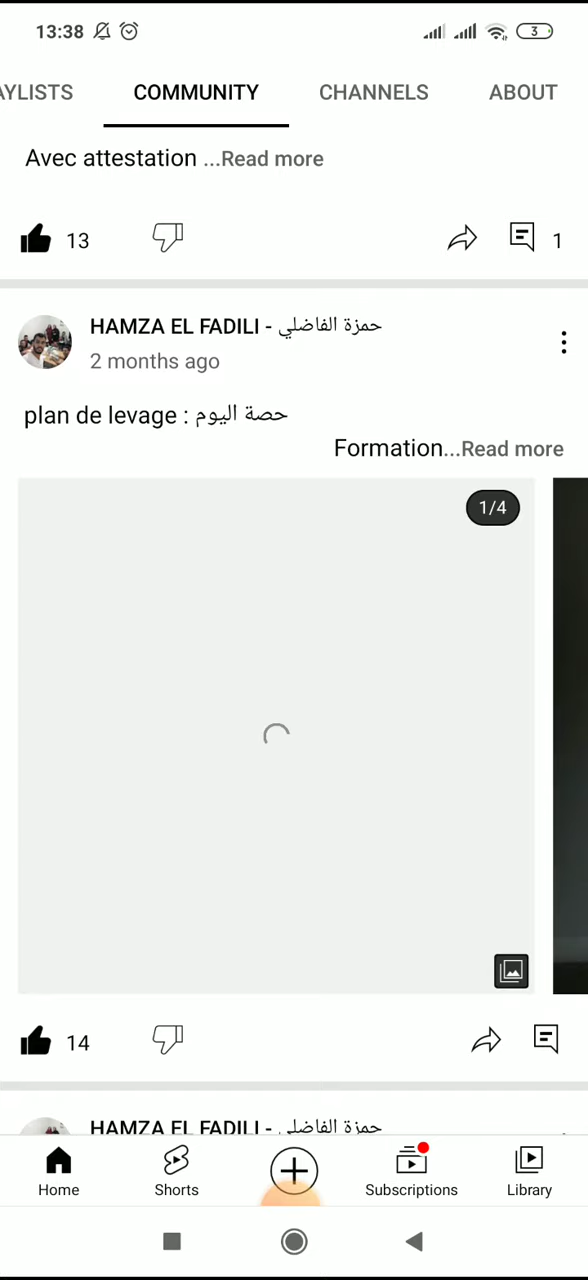 13:38 3
AYLISTS COMMUNITY CHANNELS ABOUT
Avec attestation ...Read more
13 1
HAMZA EL FADILI - حمزة الفاضلي
2 months ago
plan de levage : حصة اليوم
Formation...Read more
1/4
14
HAMZA EL FADILI - حمزة الفاضلي
Home Shorts Subscriptions Library